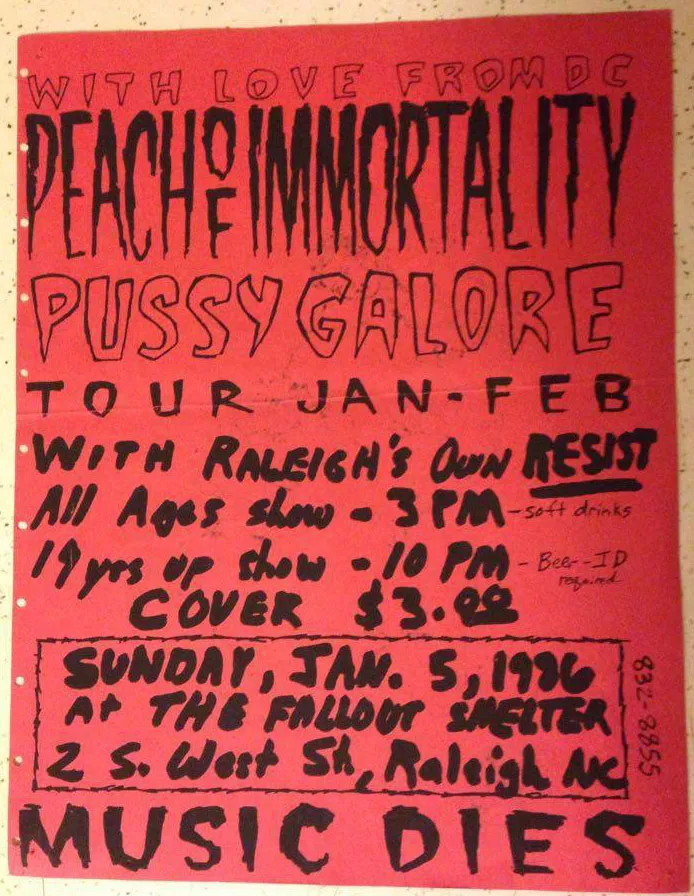 WITH LOVE FROM DC
PEACH OF IMMORTALITY
PUSSY GALORE
TOUR JAN-FEB
WITH RALEIGH'S OWN RESIST
All Ages show - 3 PM - soft drinks
19 yrs up show - 10 PM - Beer--ID required
COVER $3.00
SUNDAY, JAN. 5, 1986
At THE FALLOUT SHELTER
2 S. West St, Raleigh NC
832-8855
MUSIC DIES